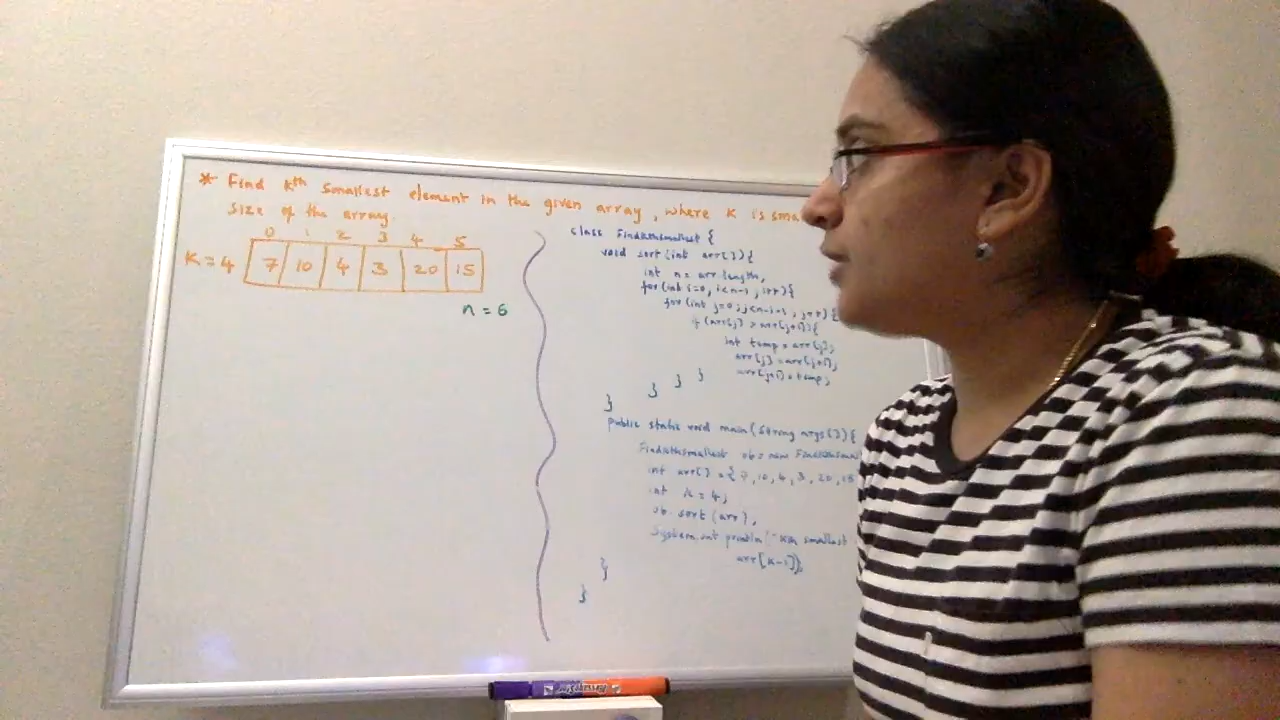 * Find kth smallest element in the given array, where K is sma
size of the array.
0 1 2 3 4 5
K=4 7 10 4 3 20 15
n = 6
class FindKthSmallest {
void sort(int arr[]){
int n = arr.length;
for(int i=0; i<n-1; i++){
for(int j=0; j<n-i-1; j++){
if (arr[j] > arr[j+1]){
int temp = arr[j];
arr[j] = arr[j+1];
arr[j+1] = temp;
} } }
}
public static void main(String args[]){
FindKthSmallest ob = new FindKthSmal
int arr[] = {7, 10, 4, 3, 20, 15
int k = 4;
ob.sort(arr);
System.out.println("Kth smallest
arr[k-1]);
}
}